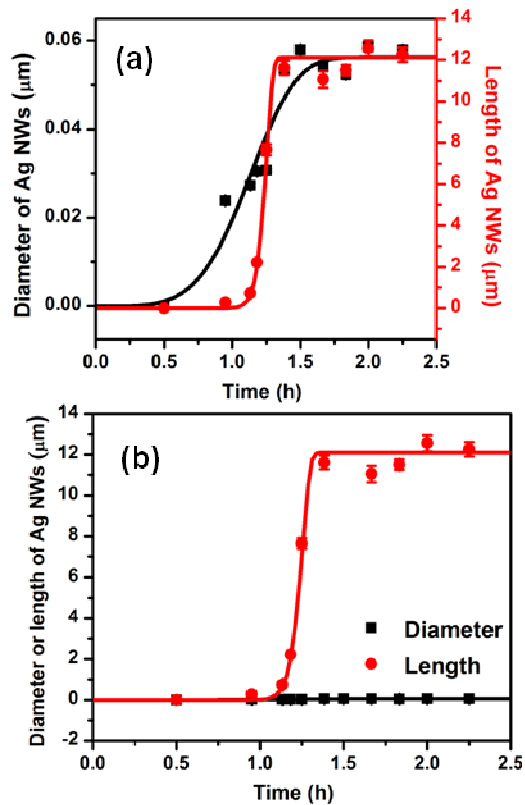 (a)
Diameter of Ag NWs (μm)
0.06
0.04
0.02
0.00
14
12
10
8
6
4
2
0
Length of Ag NWs (μm)
0.0 0.5 1.0 1.5 2.0 2.5
Time (h)
(b)
Diameter or length of Ag NWs (μm)
14
12
10
8
6
4
2
0
-2
Diameter
Length
0.0 0.5 1.0 1.5 2.0 2.5
Time (h)